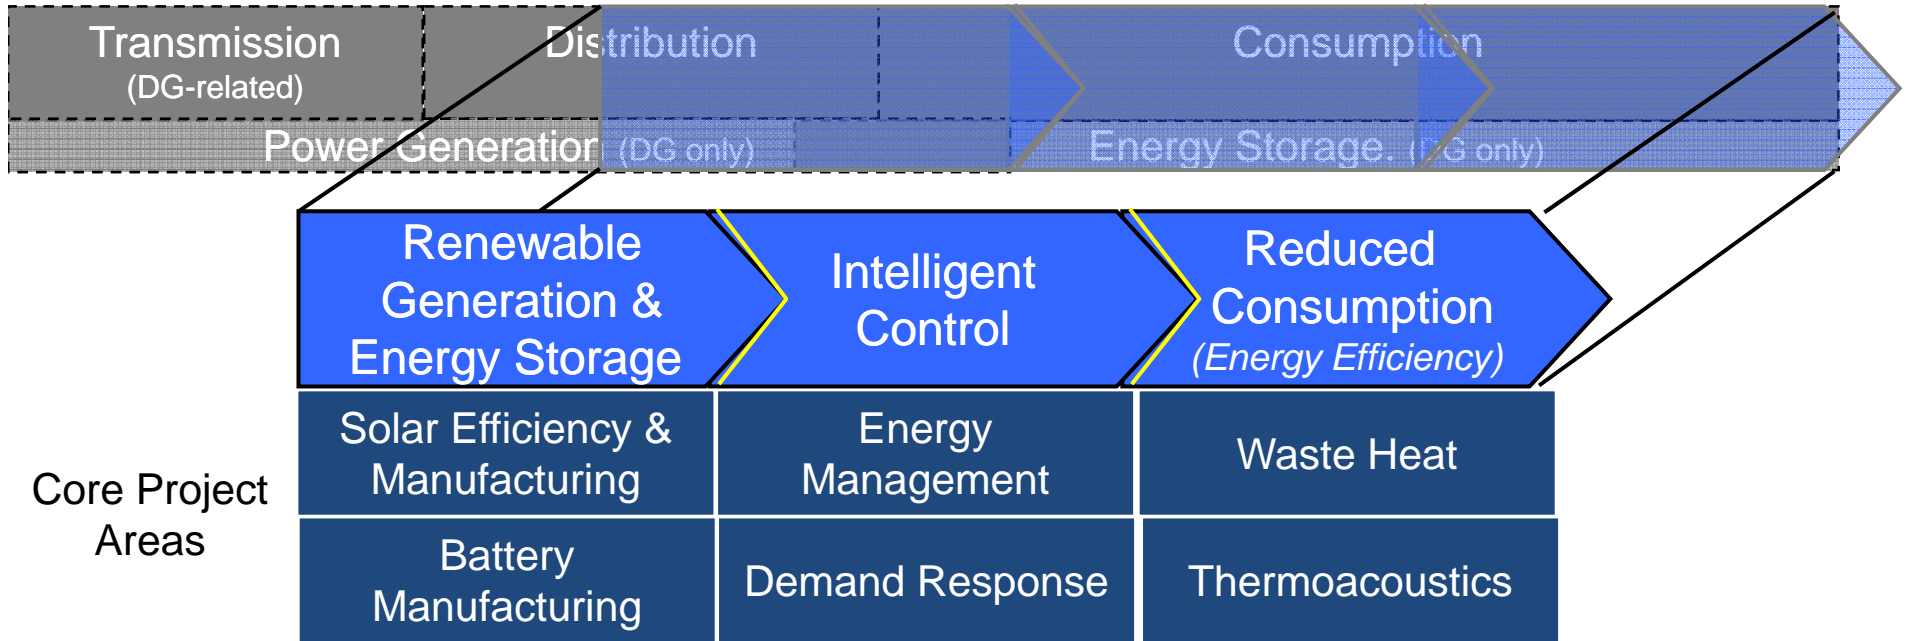 Transmission
(DG-related)
Distribution
Consumption
Power Generation (DG only)
Energy Storage. (DG only)
Renewable
Generation &
Energy Storage
Intelligent
Control
Reduced
Consumption
(Energy Efficiency)
Core Project
Areas
Solar Efficiency &
Manufacturing
Energy
Management
Waste Heat
Battery
Manufacturing
Demand Response
Thermoacoustics